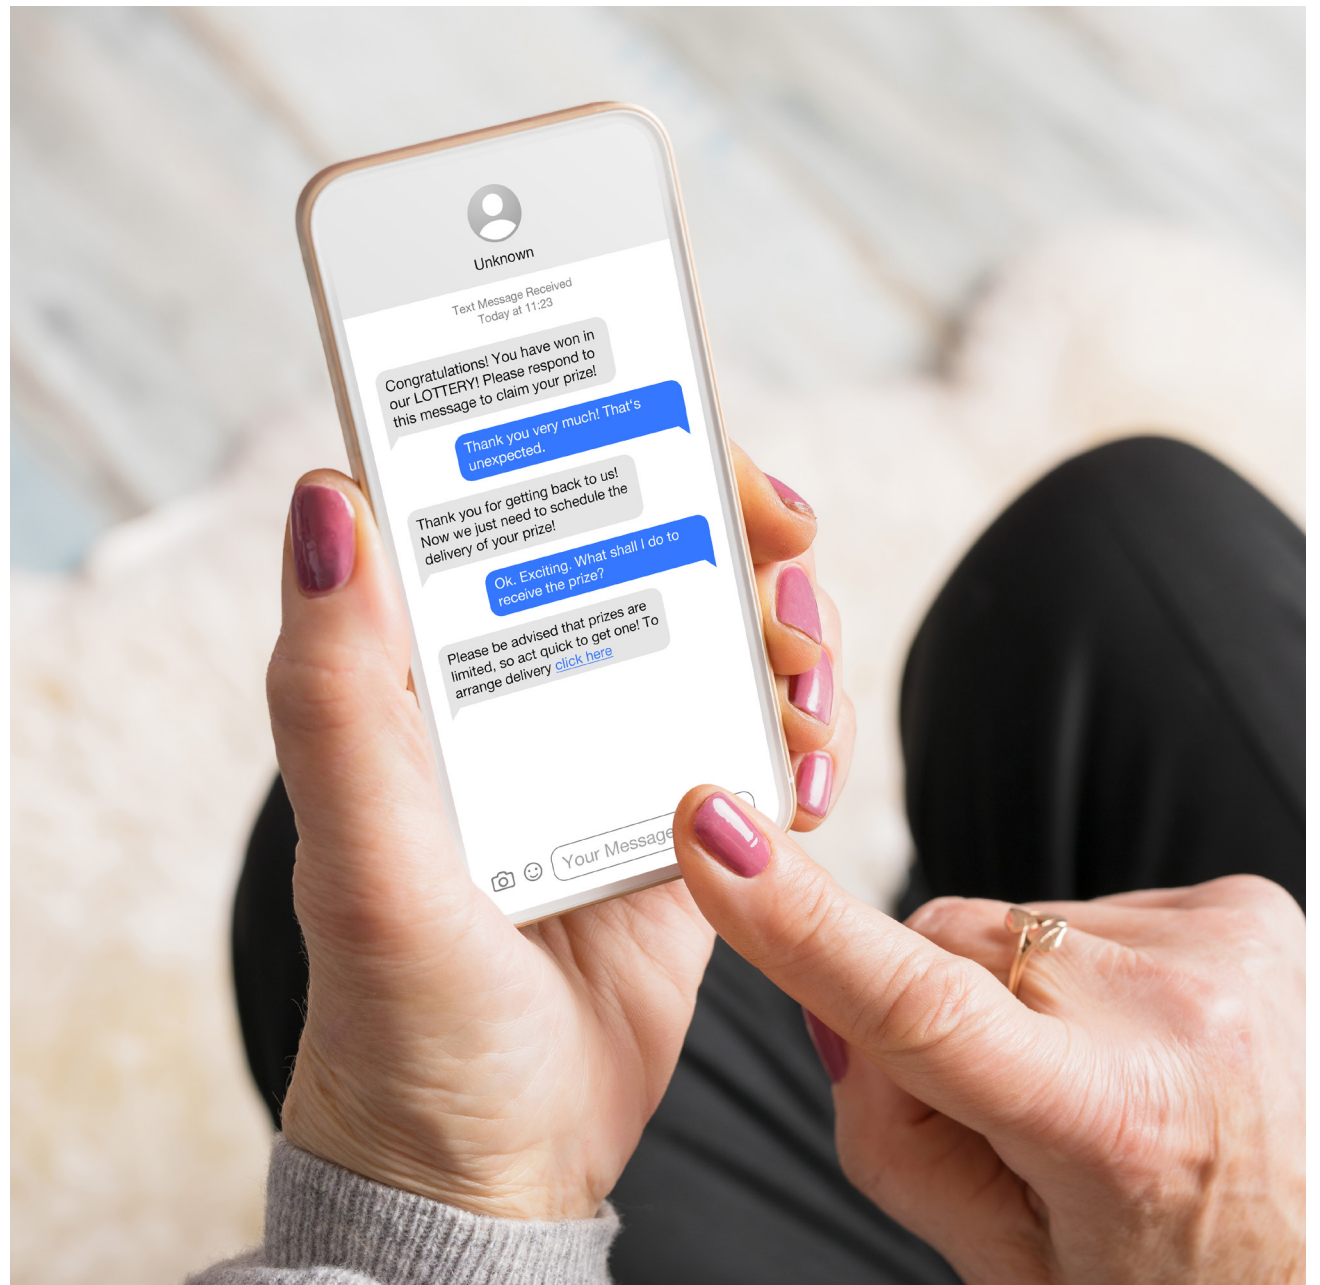 Unknown
Text Message Received
Today at 11:23
Congratulations! You have won in
our LOTTERY! Please respond to
this message to claim your prize!
Thank you very much! That's
unexpected.
Thank you for getting back to us!
Now we just need to schedule the
delivery of your prize!
Ok. Exciting. What shall I do to
receive the prize?
Please be advised that prizes are
limited, so act quick to get one! To
arrange delivery click here
Your Message